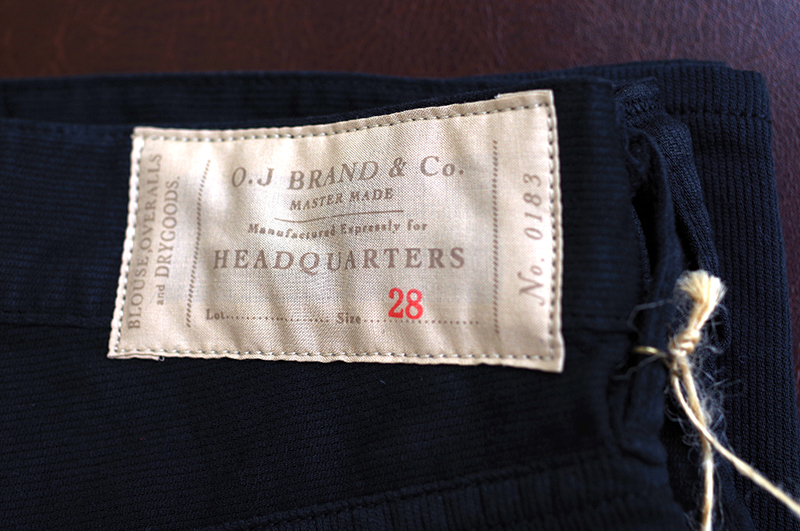 BLOUSE, OVERALLS
and DRYGOODS.
O.J BRAND & Co.
MASTER MADE
Manufactured Expressly for
HEADQUARTERS
Lot.................... Size........................
28
No. 0183